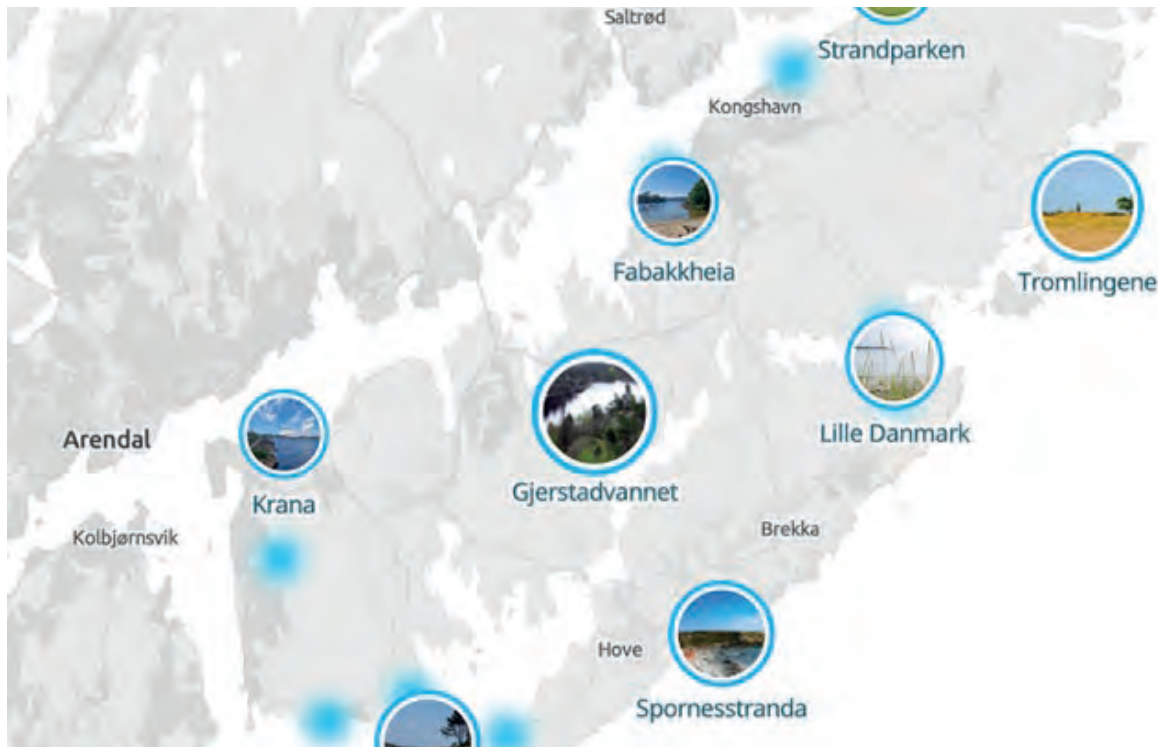 Saltrød
Strandparken
Kongshavn
Fabakkheia
Tromlingene
Lille Danmark
Arendal
Gjerstadvannet
Krana
Brekka
Kolbjørnsvik
Hove
Spornesstranda